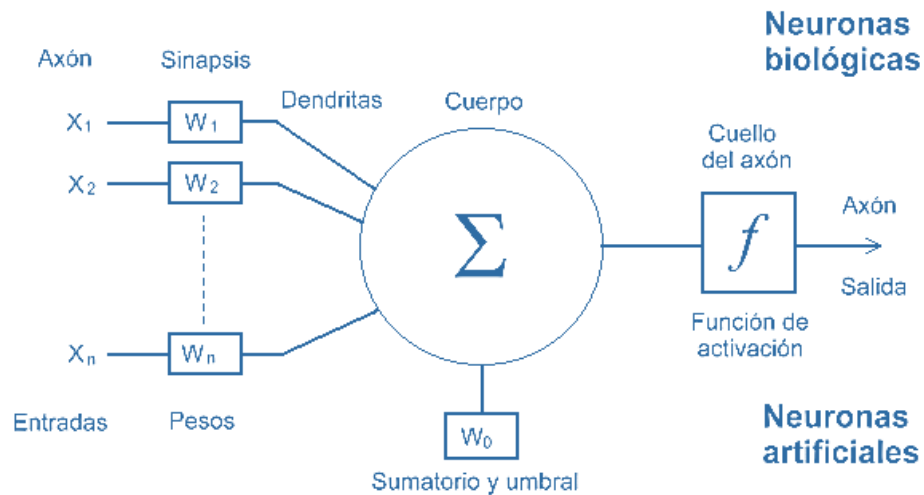 Neuronas
biológicas
Axón
Sinapsis
Dendritas
Cuerpo
Cuello
del axón
X1
W1
X2
W2
Σ
f
Axón
Salida
Xn
Wn
Función de
activación
Entradas
Pesos
W0
Sumatorio y umbral
Neuronas
artificiales